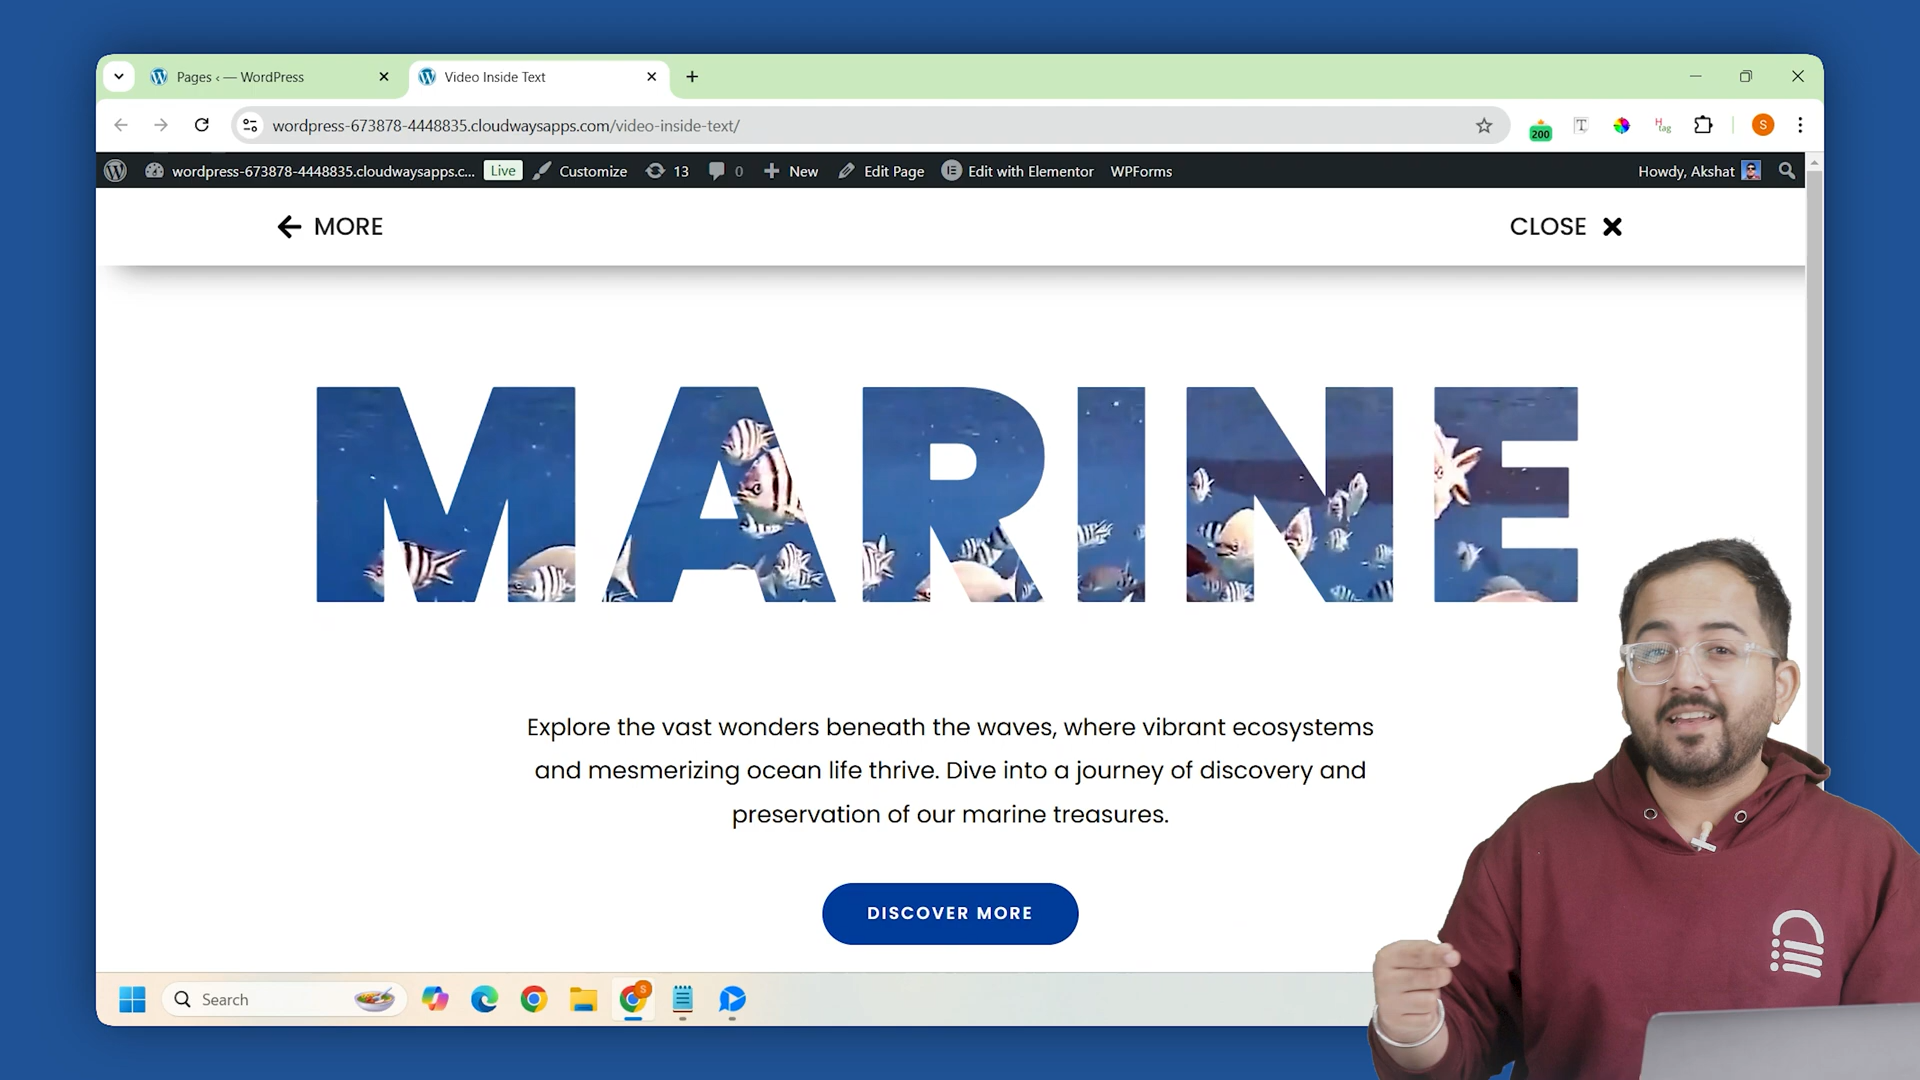 Pages ‹ — WordPress
Video Inside Text
wordpress-673878-4448835.cloudwaysapps.com/video-inside-text/
200
T
H tag
S
wordpress-673878-4448835.cloudwaysapps.c... Live Customize 13 0 New Edit Page Edit with Elementor WPForms Howdy, Akshat
MORE
CLOSE
MARINE
Explore the vast wonders beneath the waves, where vibrant ecosystems
and mesmerizing ocean life thrive. Dive into a journey of discovery and
preservation of our marine treasures.
DISCOVER MORE
Search
S